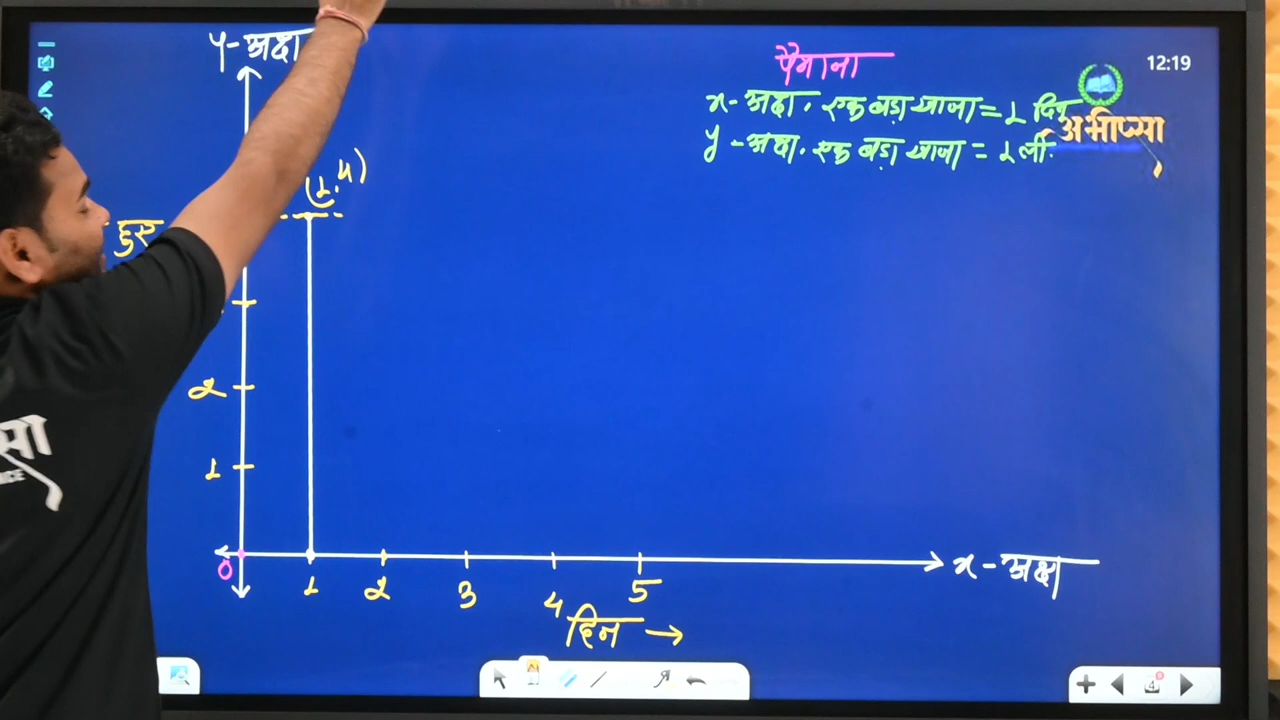 y-अक्ष
पैमाना
12:19
x-अक्ष, एक बड़ा खाना = 1 दिन
y-अक्ष, एक बड़ा खाना = 1 ली.
अभीप्सा
(1,4)
हुए
2
1
0
1 2 3 4 5
x-अक्ष
दिन →